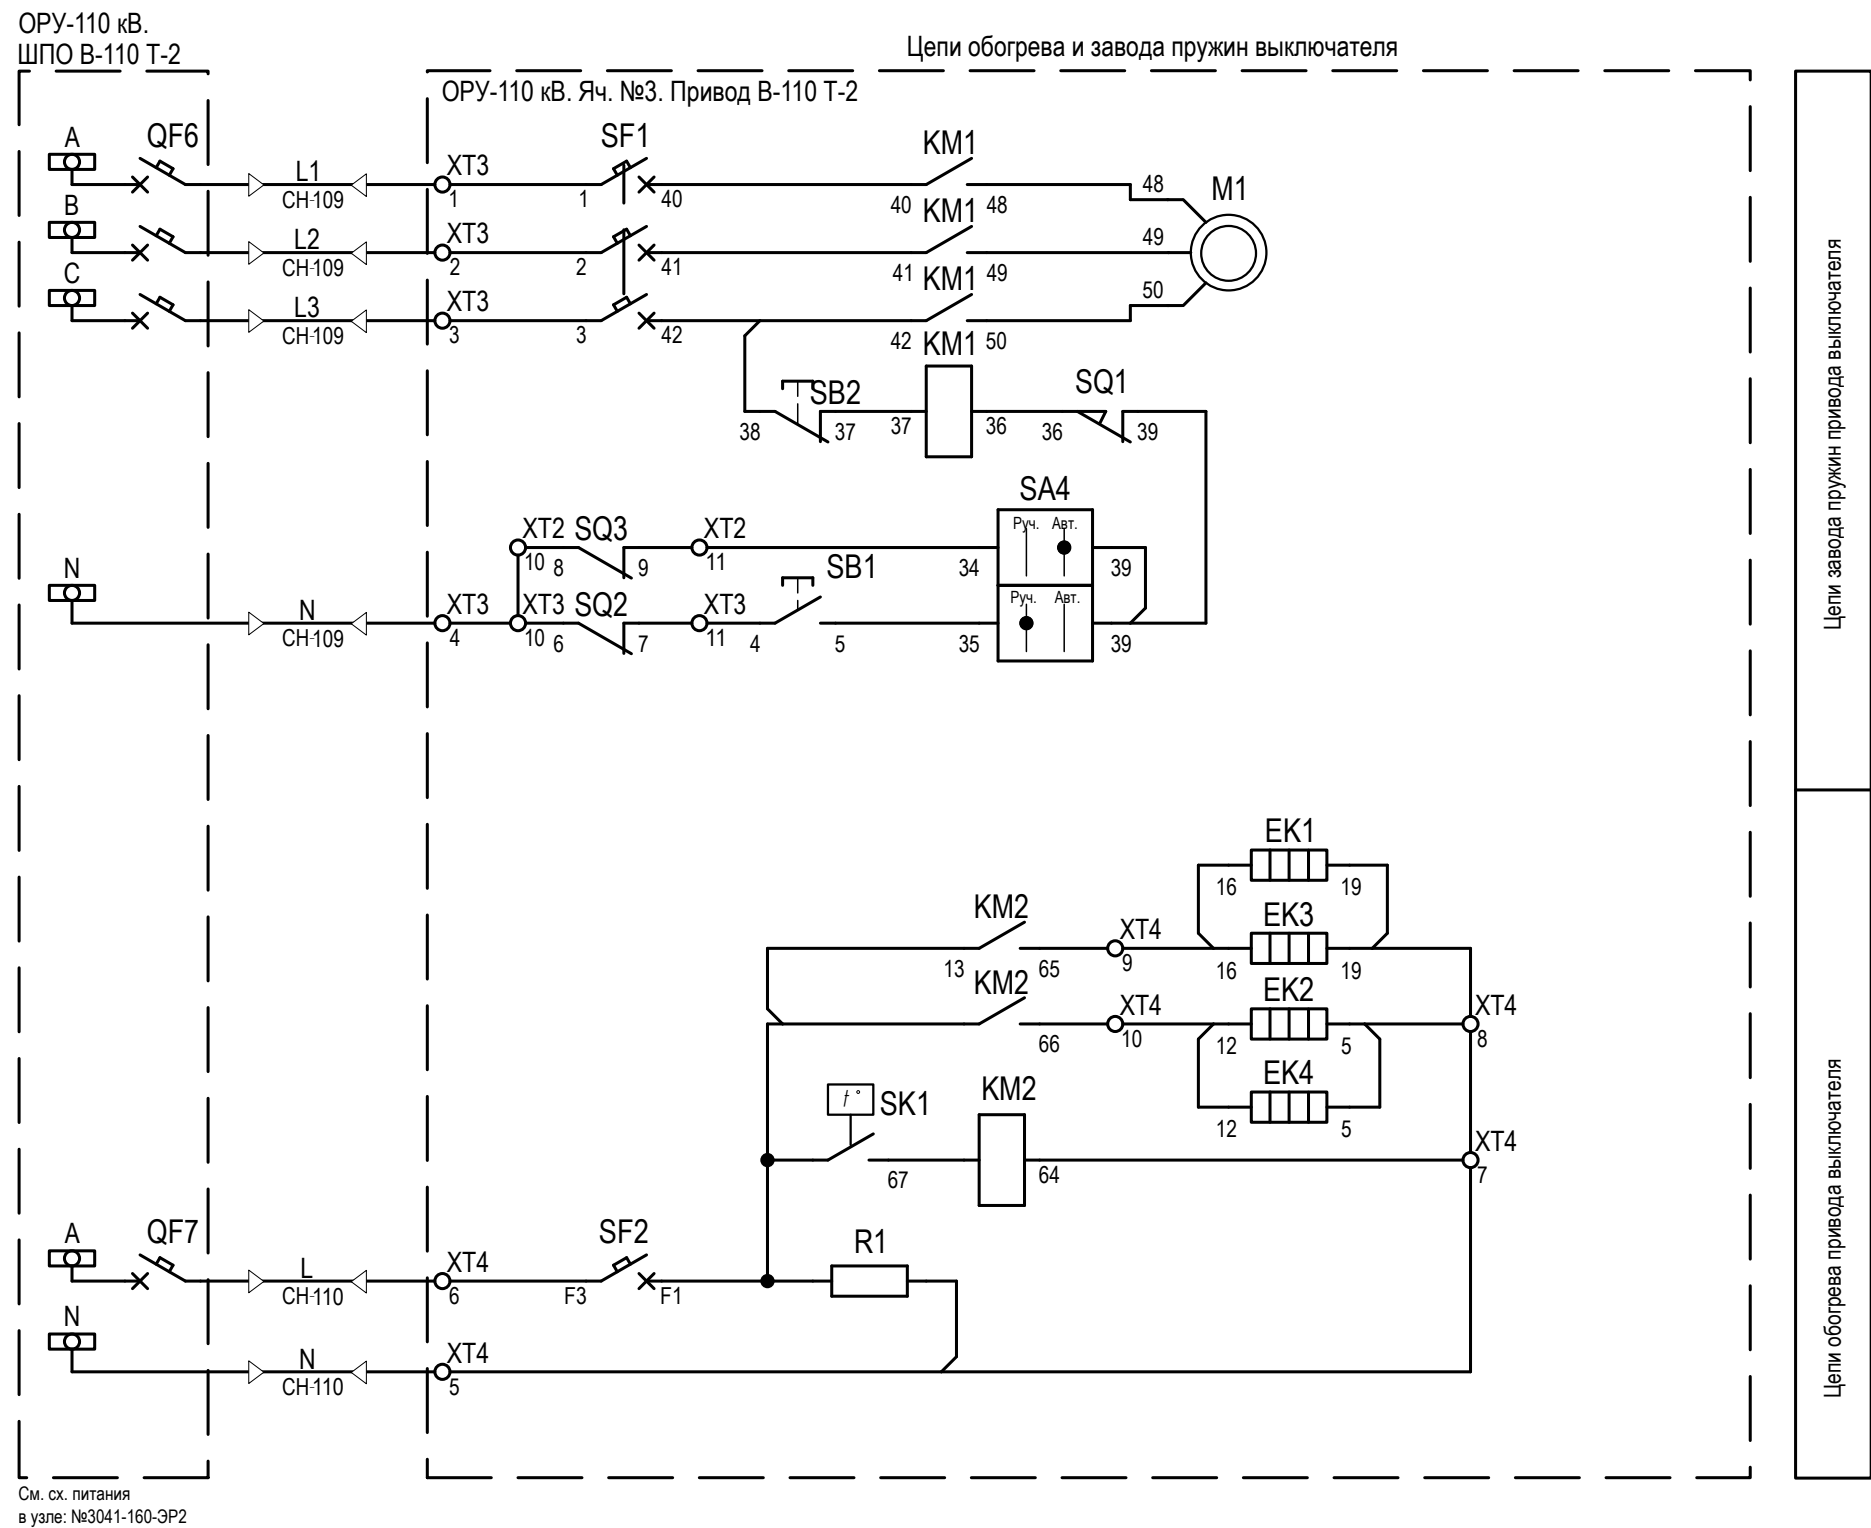 ОРУ-110 кВ.
ШПО В-110 Т-2
Цепи обогрева и завода пружин выключателя
ОРУ-110 кВ. Яч. №3. Привод В-110 Т-2
A QF6 L1 СН-109 XT3 1 1 SF1 40 40 KM1 48 48 M1
B L2 СН-109 XT3 2 2 41 41 KM1 49 49
C L3 СН-109 XT3 3 3 42 42 KM1 50 50
38 SB2 37 37 KM1 36 36 SQ1 39
XT2 10 8 SQ3 9 XT2 11 34 SA4 Руч. Авт. 39
N N СН-109 XT3 4 XT3 10 6 SQ2 7 XT3 11 4 SB1 5 35 Руч. Авт. 39
Цепи завода пружин привода выключателя
16 EK1 19
13 KM2 65 XT4 9 16 EK3 19
KM2 66 XT4 10 12 EK2 5 XT4 8
12 EK4 5
t° SK1 67 KM2 64 XT4 7
A QF7 L СН-110 XT4 6 F3 SF2 F1 R1
N N СН-110 XT4 5
Цепи обогрева привода выключателя
См. сх. питания
в узле: №3041-160-ЭР2